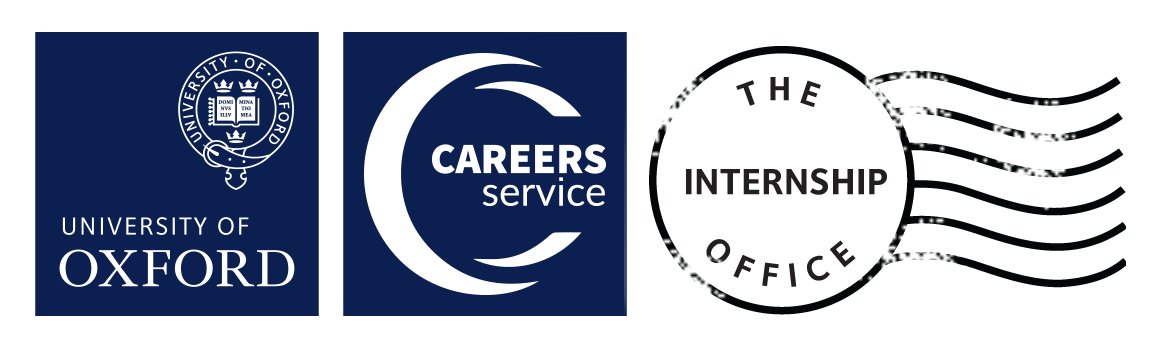 UNIVERSITY · OF · OXFORD
DOMI
NVS
ILLV
MINA
TIO
MEA
UNIVERSITY OF
OXFORD
CAREERS
service
THE
INTERNSHIP
OFFICE